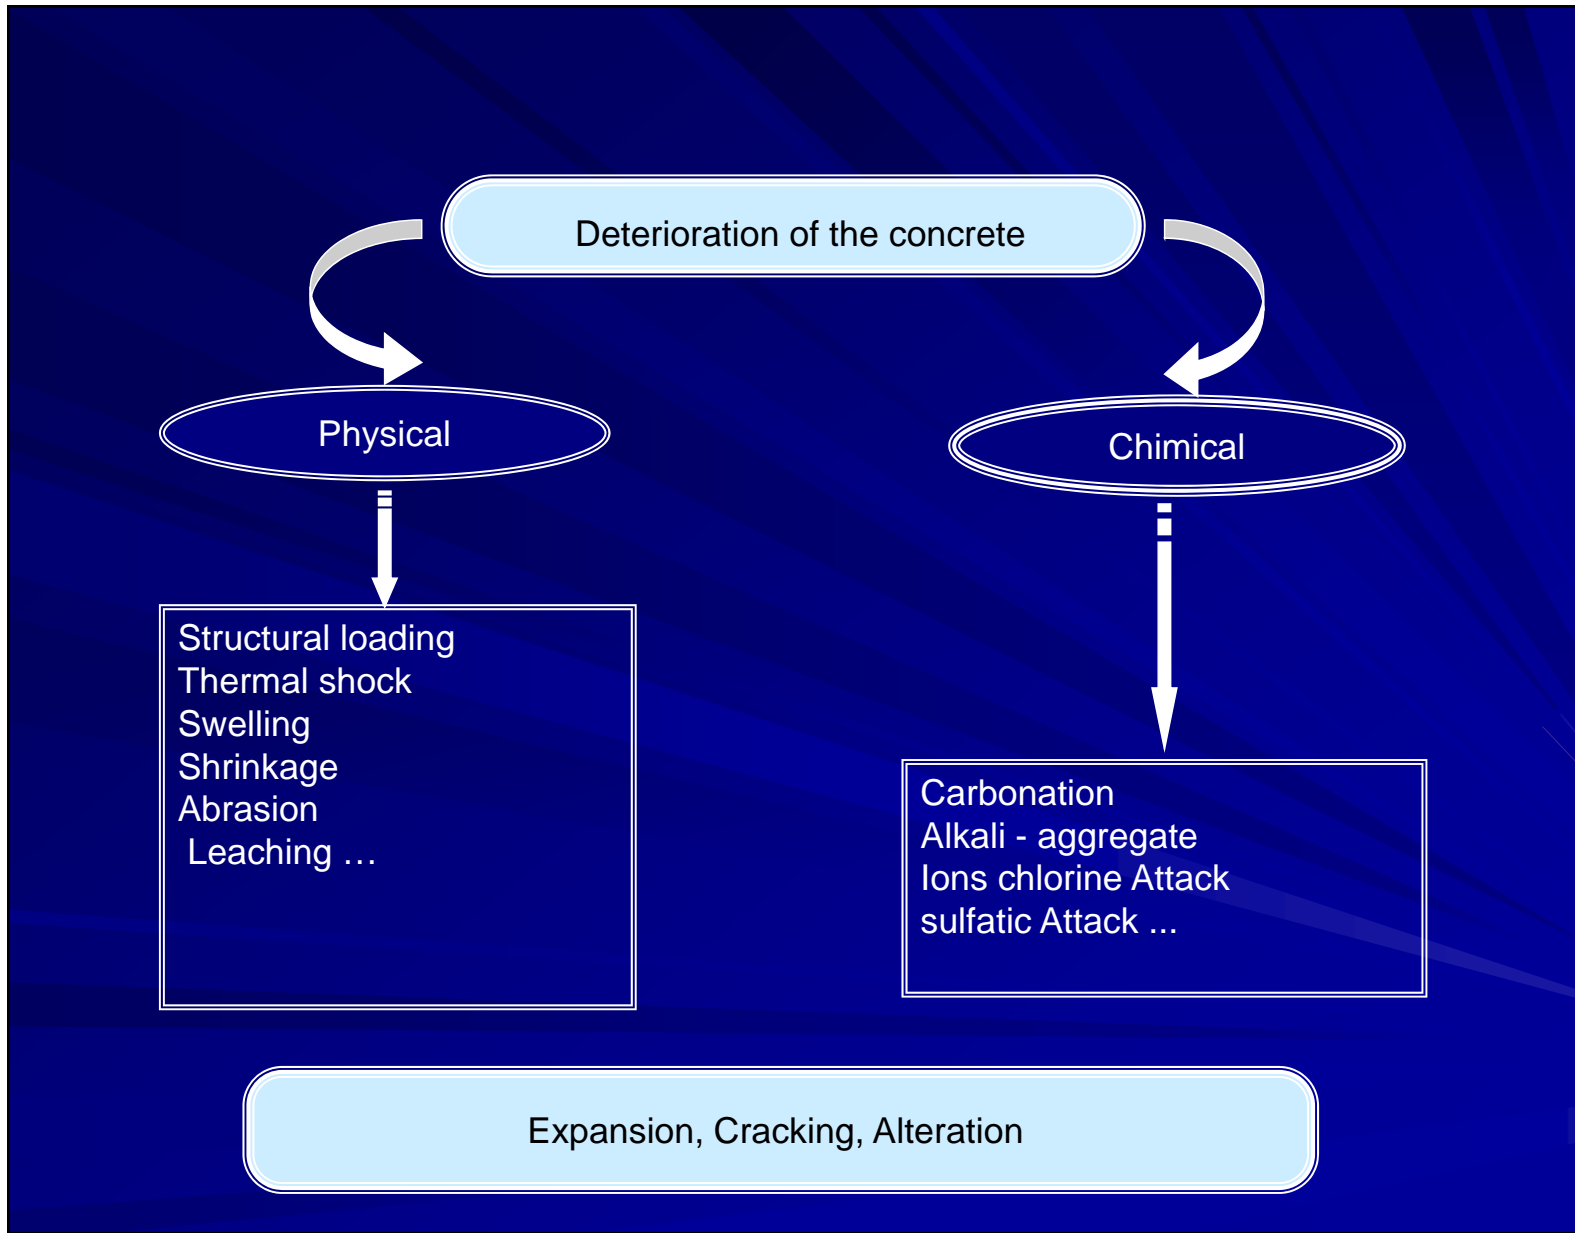 Deterioration of the concrete
Physical
Chimical
Structural loading
Thermal shock
Swelling
Shrinkage
Abrasion
Leaching …
Carbonation
Alkali - aggregate
Ions chlorine Attack
sulfatic Attack ...
Expansion, Cracking, Alteration